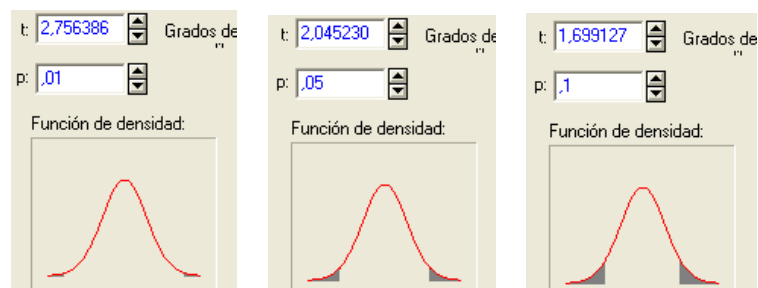 t: 2,756386 Grados de
p: ,01
Función de densidad:
t: 2,045230 Grados de
p: ,05
Función de densidad:
t: 1,699127 Grados de
p: ,1
Función de densidad: